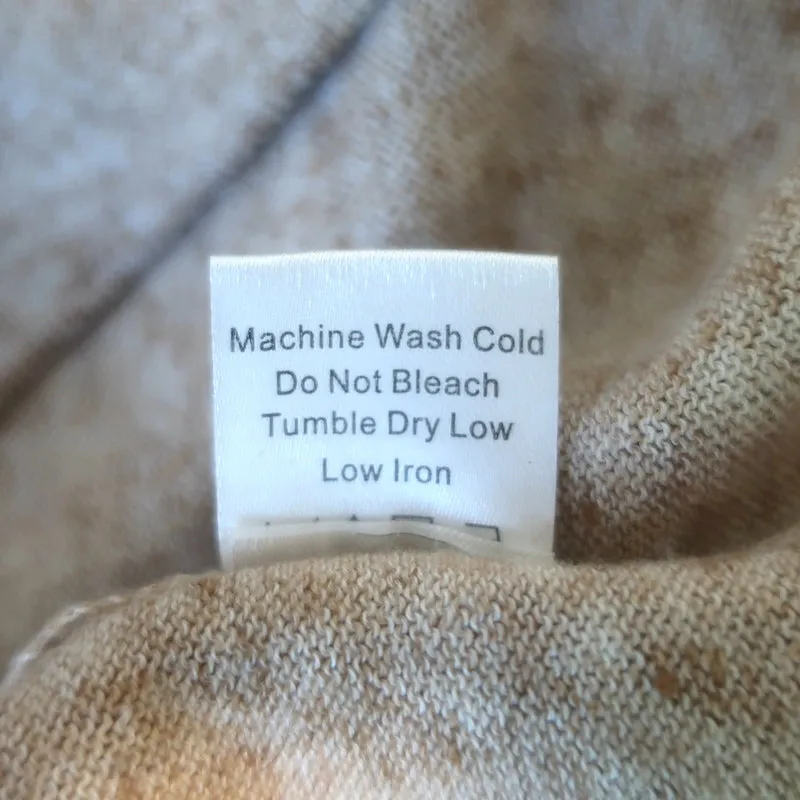 Machine Wash Cold
Do Not Bleach
Tumble Dry Low
Low Iron